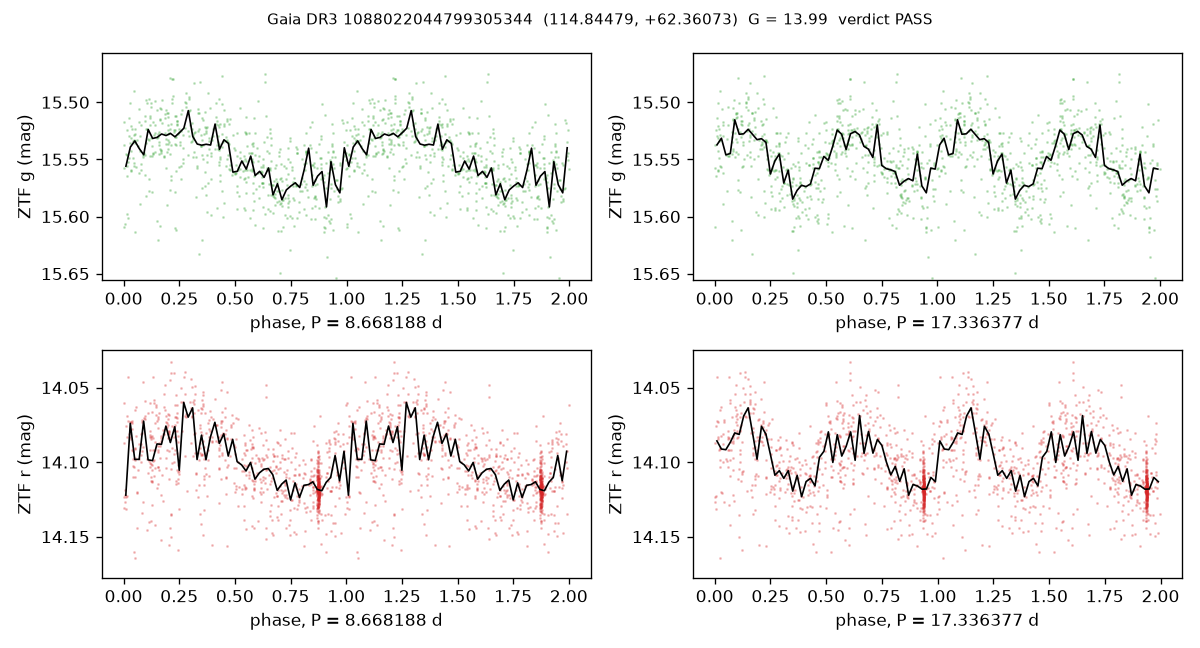 Gaia DR3 1088022044799305344 (114.84479, +62.36073) G = 13.99 verdict PASS
ZTF g (mag)
15.50
15.55
15.60
15.65
0.00 0.25 0.50 0.75 1.00 1.25 1.50 1.75 2.00
phase, P = 8.668188 d
ZTF g (mag)
15.50
15.55
15.60
15.65
0.00 0.25 0.50 0.75 1.00 1.25 1.50 1.75 2.00
phase, P = 17.336377 d
ZTF r (mag)
14.05
14.10
14.15
0.00 0.25 0.50 0.75 1.00 1.25 1.50 1.75 2.00
phase, P = 8.668188 d
ZTF r (mag)
14.05
14.10
14.15
0.00 0.25 0.50 0.75 1.00 1.25 1.50 1.75 2.00
phase, P = 17.336377 d